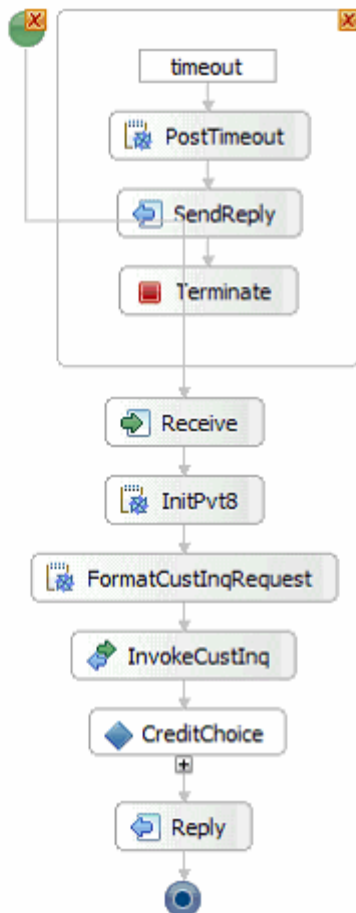 timeout
PostTimeout
SendReply
Terminate
Receive
InitPvt8
FormatCustInqRequest
InvokeCustInq
CreditChoice
Reply